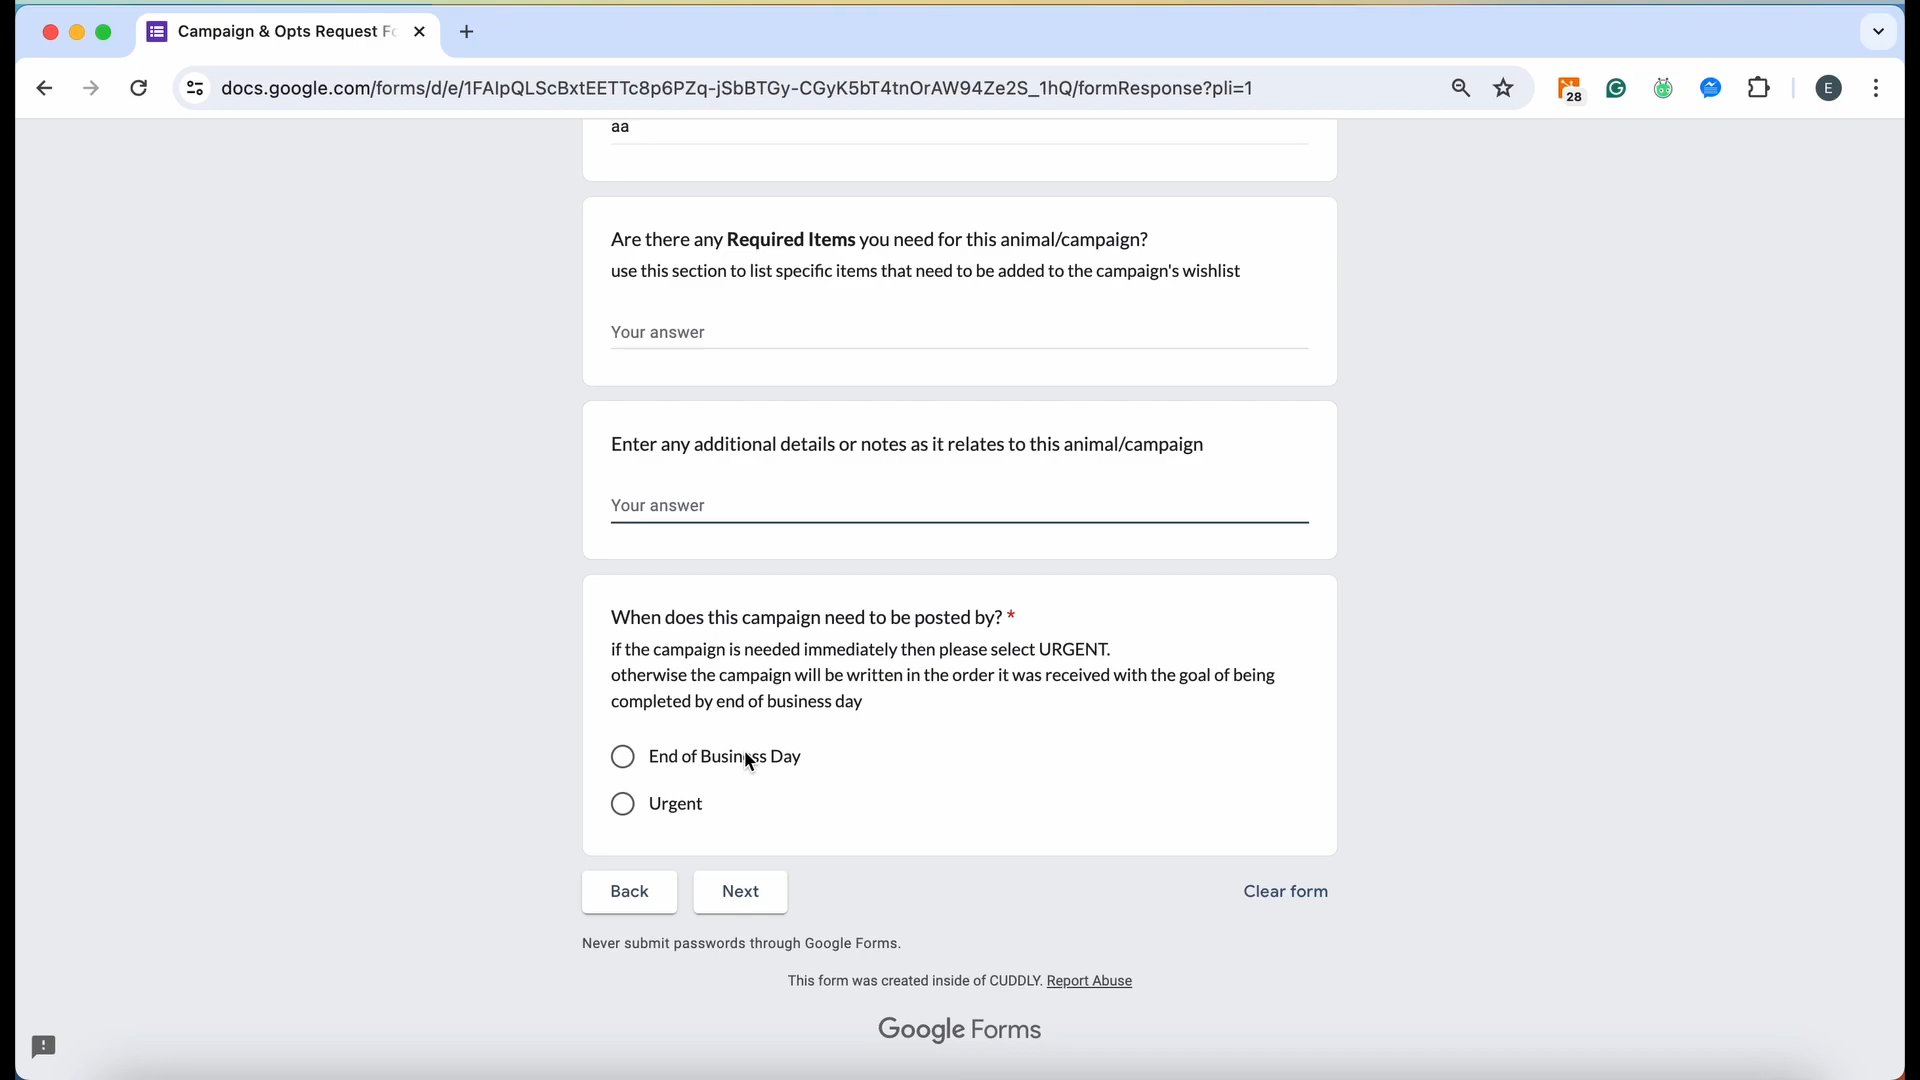 Campaign & Opts Request Fo
docs.google.com/forms/d/e/1FAIpQLScBxtEETTc8p6PZq-jSbBTGy-CGyK5bT4tnOrAW94Ze2S_1hQ/formResponse?pli=1
28
E
aa
Are there any Required Items you need for this animal/campaign?
use this section to list specific items that need to be added to the campaign's wishlist
Your answer
Enter any additional details or notes as it relates to this animal/campaign
Your answer
When does this campaign need to be posted by? *
if the campaign is needed immediately then please select URGENT.
otherwise the campaign will be written in the order it was received with the goal of being
completed by end of business day
End of Business Day
Urgent
Back
Next
Clear form
Never submit passwords through Google Forms.
This form was created inside of CUDDLY. Report Abuse
Google Forms